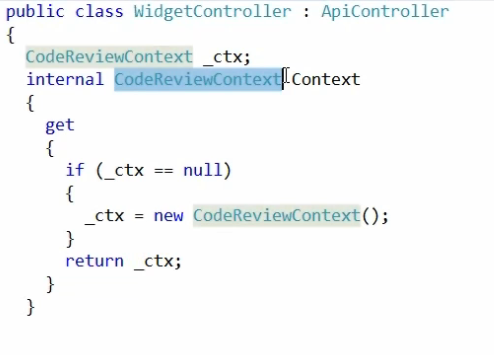 public class WidgetController : ApiController
{
CodeReviewContext _ctx;
internal CodeReviewContext Context
{
get
{
if (_ctx == null)
{
_ctx = new CodeReviewContext();
}
return _ctx;
}
}